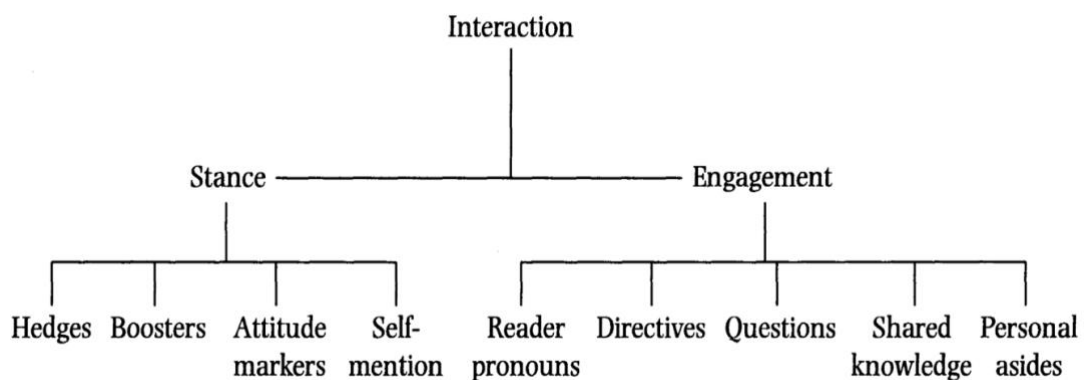 Interaction
Stance Engagement
Hedges Boosters Attitude markers Self-mention Reader pronouns Directives Questions Shared knowledge Personal asides